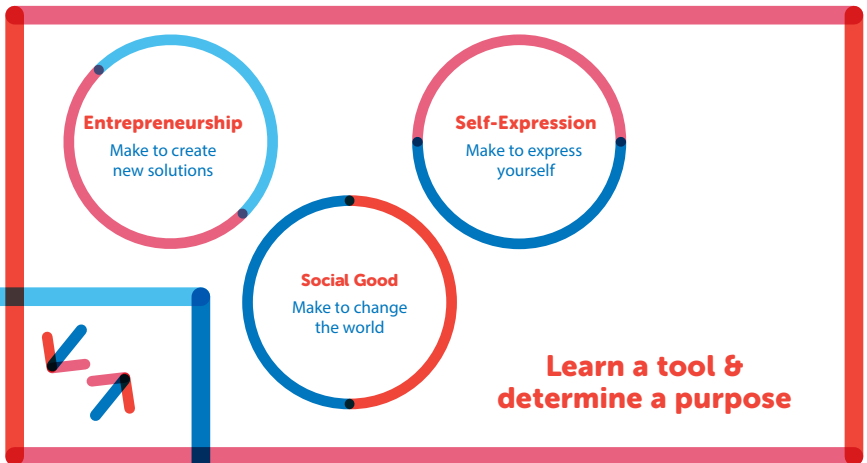 Entrepreneurship
Make to create
new solutions
Self-Expression
Make to express
yourself
Social Good
Make to change
the world
Learn a tool &
determine a purpose